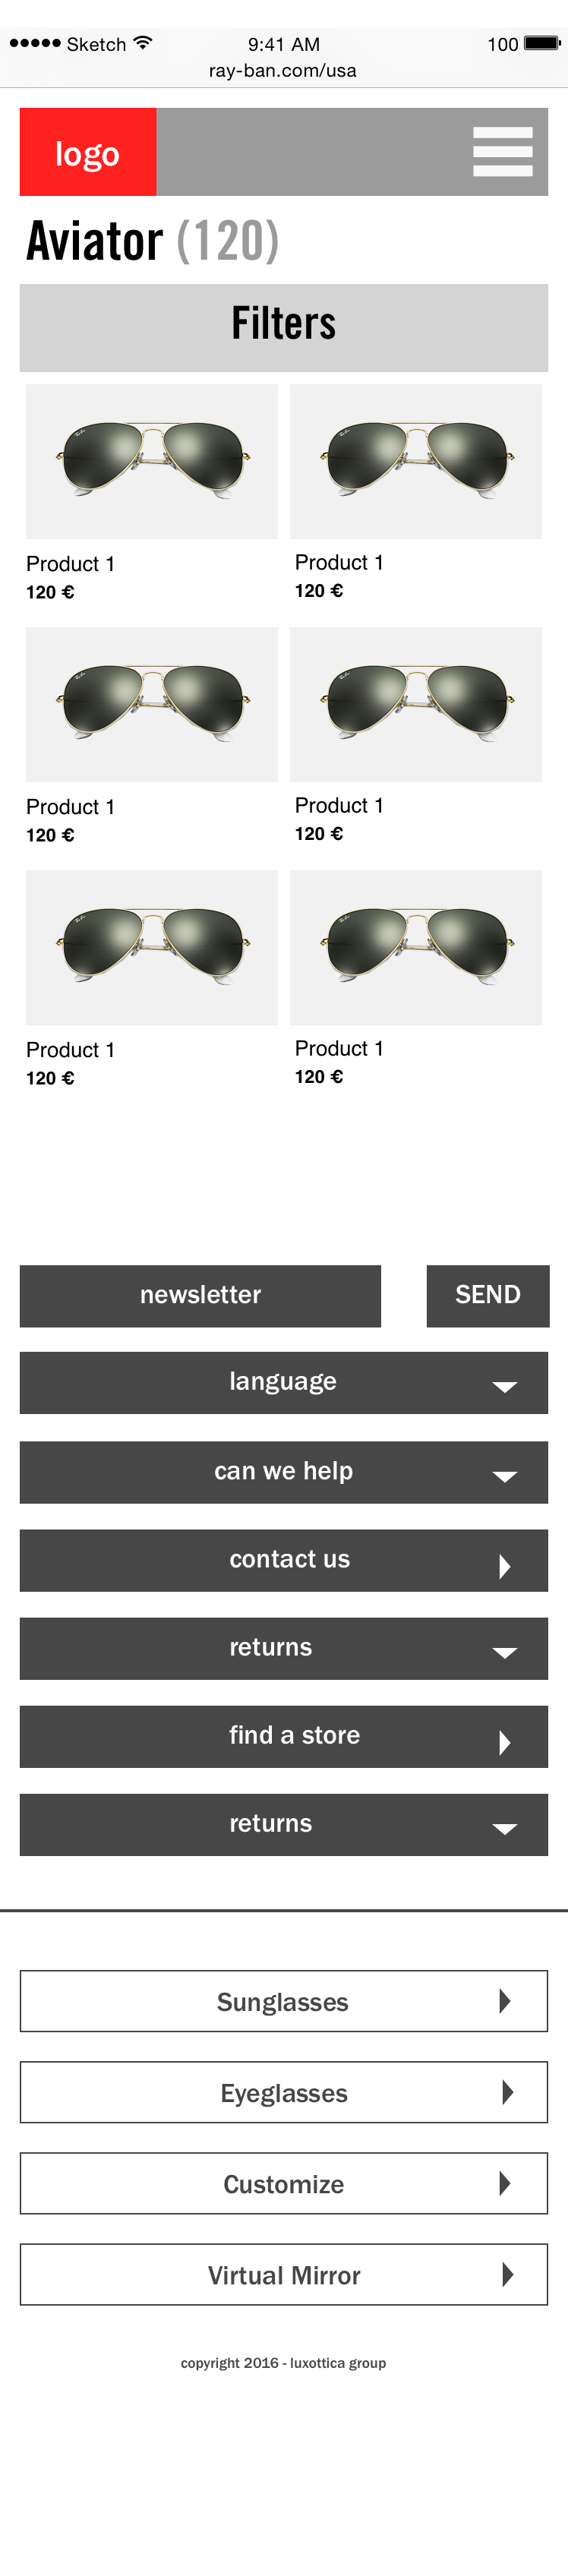 Sketch 9:41 AM 100
ray-ban.com/usa
logo
Aviator (120)
Filters
Product 1 Product 1
120 € 120 €
Product 1 Product 1
120 € 120 €
Product 1 Product 1
120 € 120 €
newsletter SEND
language
can we help
contact us
returns
find a store
returns
Sunglasses
Eyeglasses
Customize
Virtual Mirror
copyright 2016 - luxottica group